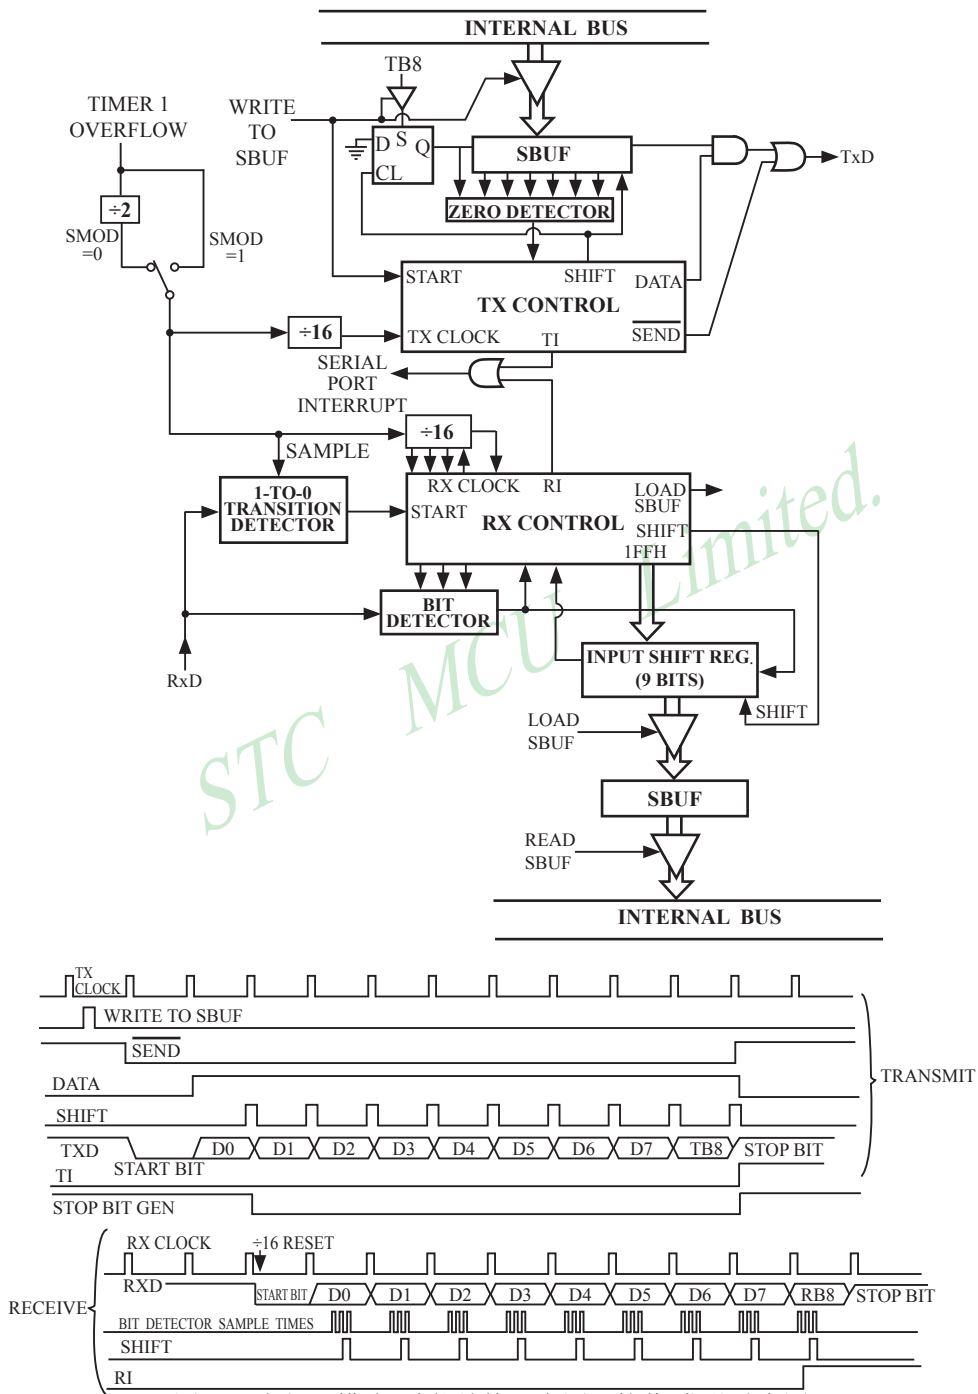 INTERNAL BUS
TB8
TIMER 1
OVERFLOW
WRITE
TO
SBUF
D S Q
CL
SBUF
TxD
÷2
ZERO DETECTOR
SMOD
=0
SMOD
=1
START
SHIFT
DATA
TX CONTROL
÷16
TX CLOCK
TI
SEND
SERIAL
PORT
INTERRUPT
÷16
SAMPLE
1-TO-0
TRANSITION
DETECTOR
RX CLOCK
RI
LOAD
SBUF
START
RX CONTROL
SHIFT
1FFH
BIT
DETECTOR
RxD
INPUT SHIFT REG.
(9 BITS)
SHIFT
LOAD
SBUF
SBUF
READ
SBUF
INTERNAL BUS
STC MCU Limited.
TX
CLOCK
WRITE TO SBUF
SEND
DATA
TRANSMIT
SHIFT
TXD
START BIT
D0 D1 D2 D3 D4 D5 D6 D7 TB8 STOP BIT
TI
STOP BIT GEN
RX CLOCK
÷16 RESET
RXD
START BIT D0 D1 D2 D3 D4 D5 D6 D7 RB8 STOP BIT
RECEIVE
BIT DETECTOR SAMPLE TIMES
SHIFT
RI